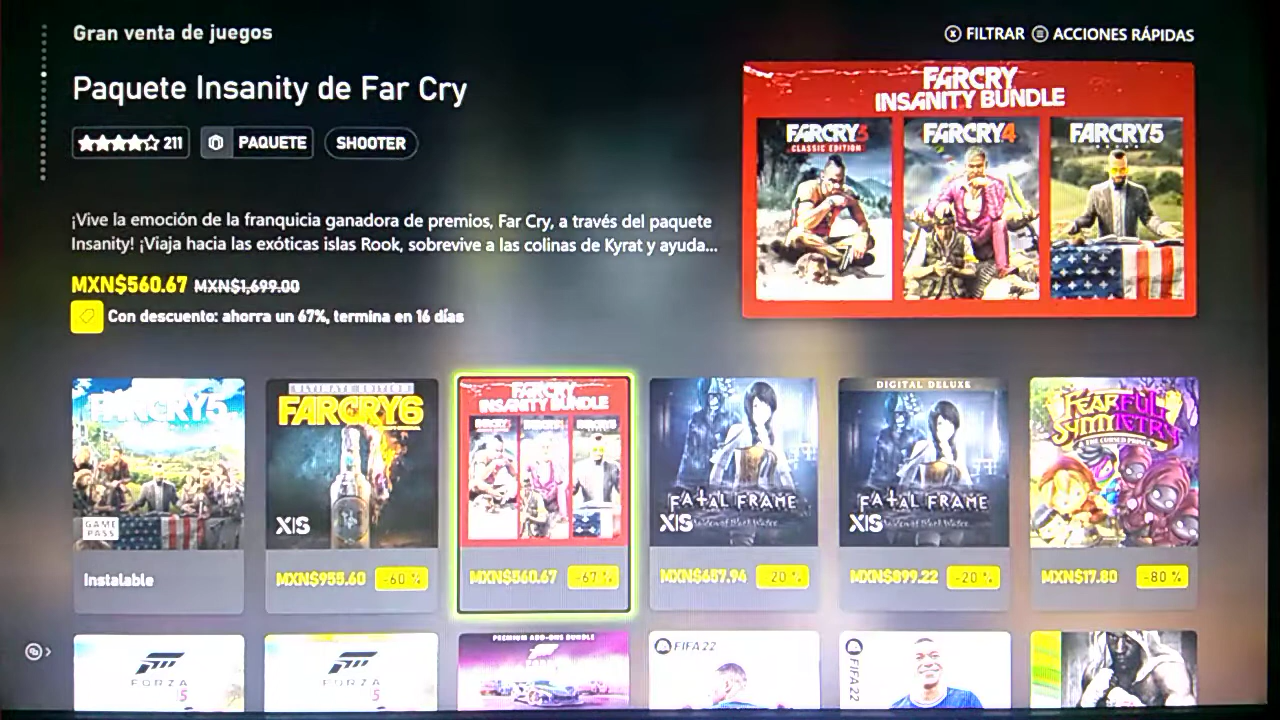 Gran venta de juegos
FILTRAR ACCIONES RÁPIDAS
Paquete Insanity de Far Cry
211 PAQUETE SHOOTER
¡Vive la emoción de la franquicia ganadora de premios, Far Cry, a través del paquete
Insanity! ¡Viaja hacia las exóticas islas Rook, sobrevive a las colinas de Kyrat y ayuda...
MXN$560.67 MXN$1,699.00
Con descuento: ahorra un 67%, termina en 16 días
FARCRY
INSANITY BUNDLE
FARCRY3
CLASSIC EDITION
FARCRY4
FARCRY5
FARCRY5
GAME
PASS
Instalable
FARCRY6
X|S
MXN$955.60 -60 %
FARCRY
INSANITY BUNDLE
MXN$560.67 -67 %
FATAL FRAME
X|S
MXN$657.94 -20 %
DIGITAL DELUXE
FATAL FRAME
X|S
MXN$899.22 -20 %
FEARFUL
SYMMETRY
& THE CURSED PRINCE
MXN$17.80 -80 %
FORZA
5
FORZA
5
PREMIUM ADD-ONS BUNDLE
FIFA 22
FIFA 22